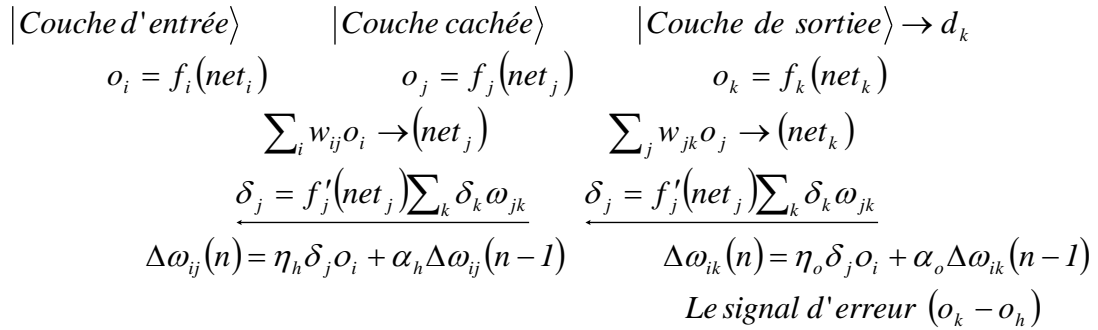 |Couche d'entrée⟩ |Couche cachée⟩ |Couche de sortiee⟩ → d_k
o_i = f_i(net_i) o_j = f_j(net_j) o_k = f_k(net_k)
∑_i w_ij o_i → (net_j) ∑_j w_jk o_j → (net_k)
δ_j = f′_j(net_j)∑_k δ_k ω_jk δ_j = f′_j(net_j)∑_k δ_k ω_jk
Δω_ij(n) = η_h δ_j o_i + α_h Δω_ij(n−1) Δω_ik(n) = η_o δ_j o_i + α_o Δω_ik(n−1)
Le signal d'erreur (o_k − o_h)